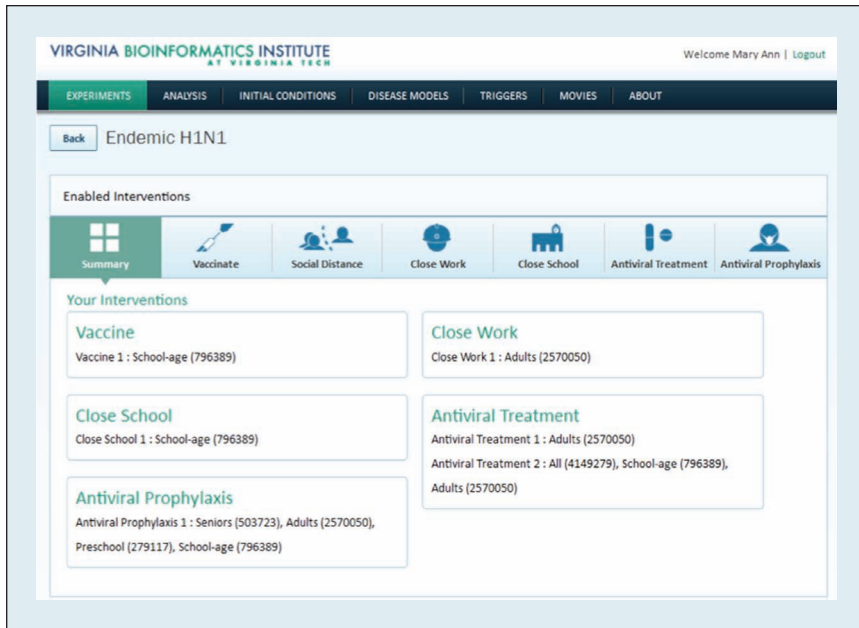 VIRGINIA BIOINFORMATICS INSTITUTE
AT VIRGINIA TECH
Welcome Mary Ann | Logout
EXPERIMENTS ANALYSIS INITIAL CONDITIONS DISEASE MODELS TRIGGERS MOVIES ABOUT
Back Endemic H1N1
Enabled Interventions
Summary Vaccinate Social Distance Close Work Close School Antiviral Treatment Antiviral Prophylaxis
Your Interventions
Vaccine
Vaccine 1 : School-age (796389)
Close Work
Close Work 1 : Adults (2570050)
Close School
Close School 1 : School-age (796389)
Antiviral Treatment
Antiviral Treatment 1 : Adults (2570050)
Antiviral Treatment 2 : All (4149279), School-age (796389),
Adults (2570050)
Antiviral Prophylaxis
Antiviral Prophylaxis 1 : Seniors (503723), Adults (2570050),
Preschool (279117), School-age (796389)